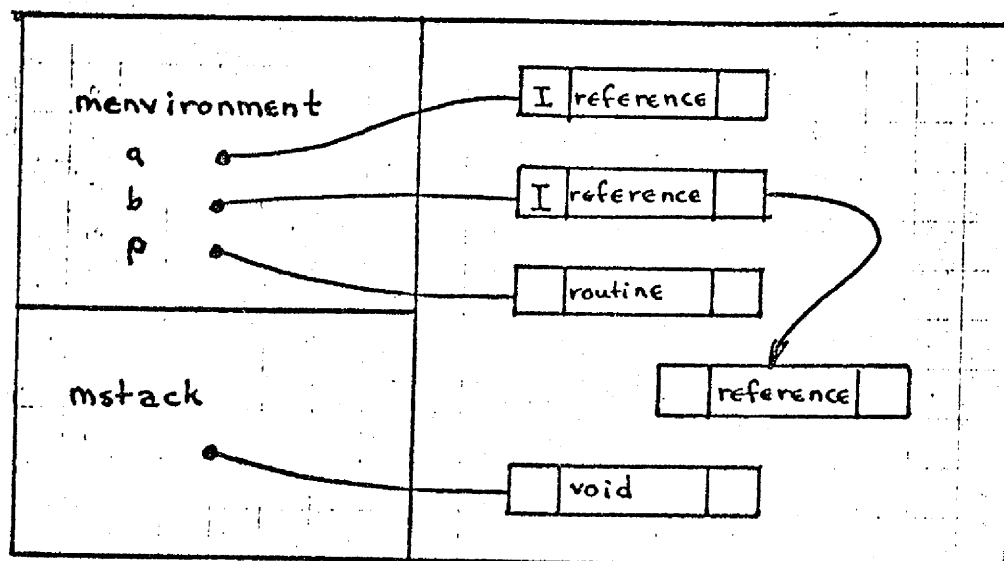 menvironment
a
b
p
I reference
I reference
routine
reference
mstack
void